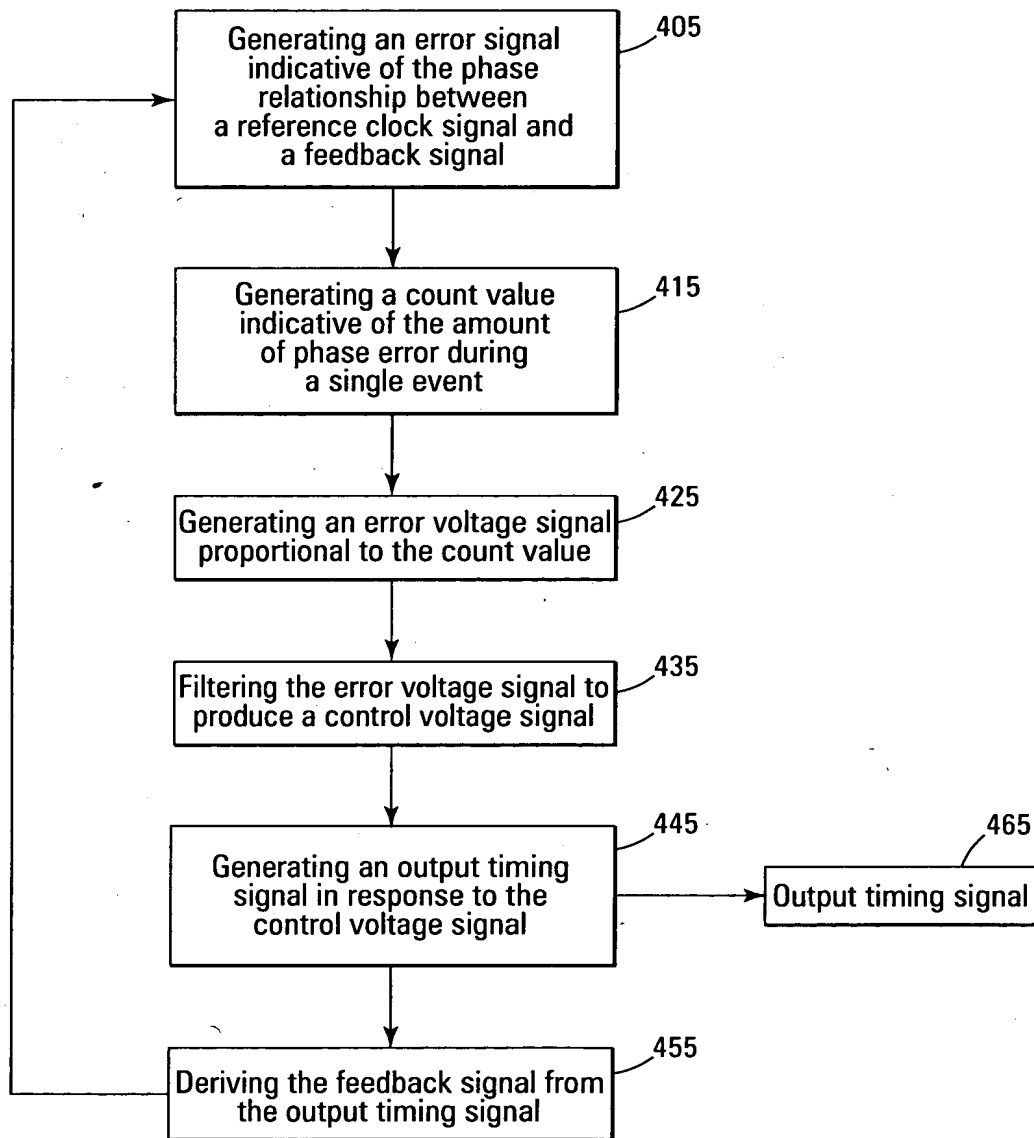 Generating an error signal
indicative of the phase
relationship between
a reference clock signal and
a feedback signal
405
Generating a count value
indicative of the amount
of phase error during
a single event
415
Generating an error voltage signal
proportional to the count value
425
Filtering the error voltage signal to
produce a control voltage signal
435
Generating an output timing
signal in response to the
control voltage signal
445
Output timing signal
465
Deriving the feedback signal from
the output timing signal
455